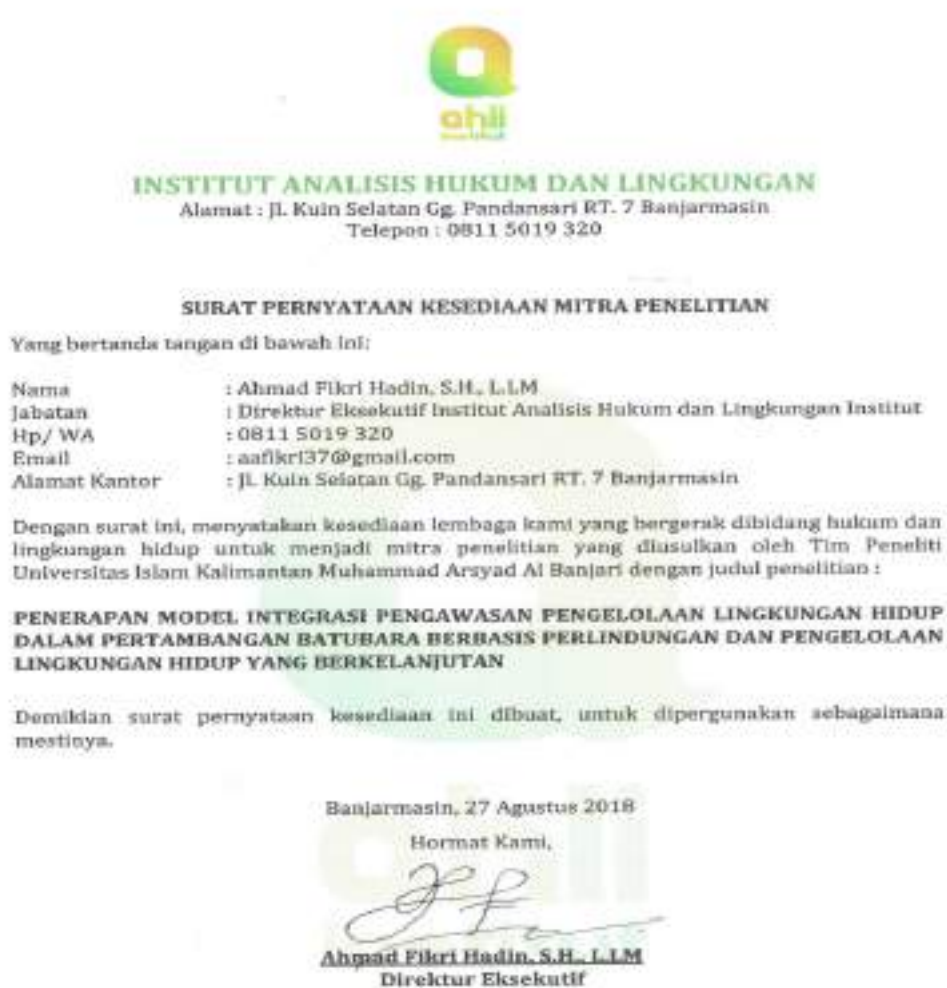 ahli
INSTITUT ANALISIS HUKUM DAN LINGKUNGAN
Alamat : Jl. Kuin Selatan Gg. Pandansari RT. 7 Banjarmasin
Telepon : 0811 5019 320
SURAT PERNYATAAN KESEDIAAN MITRA PENELITIAN
Yang bertanda tangan di bawah ini:
Nama : Ahmad Fikri Hadin, S.H., L.LM
Jabatan : Direktur Eksekutif Institut Analisis Hukum dan Lingkungan Institut
Hp/ WA : 0811 5019 320
Email : aafikri37@gmail.com
Alamat Kantor : Jl. Kuin Selatan Gg. Pandansari RT. 7 Banjarmasin
Dengan surat ini, menyatakan kesediaan lembaga kami yang bergerak dibidang hukum dan
lingkungan hidup untuk menjadi mitra penelitian yang diusulkan oleh Tim Peneliti
Universitas Islam Kalimantan Muhammad Arsyad Al Banjari dengan judul penelitian :
PENERAPAN MODEL INTEGRASI PENGAWASAN PENGELOLAAN LINGKUNGAN HIDUP
DALAM PERTAMBANGAN BATUBARA BERBASIS PERLINDUNGAN DAN PENGELOLAAN
LINGKUNGAN HIDUP YANG BERKELANJUTAN
Demikian surat pernyataan kesediaan ini dibuat, untuk dipergunakan sebagaimana
mestinya.
Banjarmasin, 27 Agustus 2018
Hormat Kami,
Ahmad Fikri Hadin, S.H., L.LM
Direktur Eksekutif